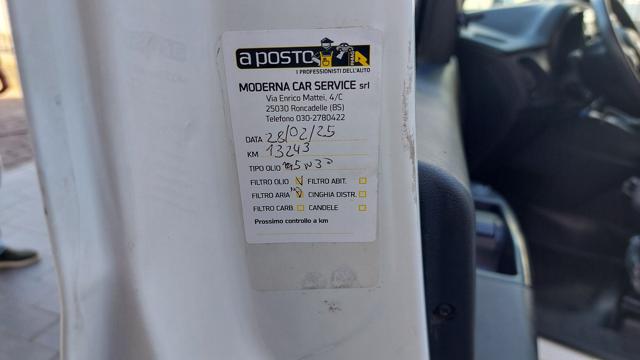 a posto
I PROFESSIONISTI DELL'AUTO
MODERNA CAR SERVICE srl
Via Enrico Mattei, 4/C
25030 Roncadelle (BS)
Telefono 030-2780422
DATA 28/02/25
KM 13243
TIPO OLIO
FILTRO OLIO FILTRO ABIT.
FILTRO ARIA NO CINGHIA DISTR.
FILTRO CARB. CANDELE
Prossimo controllo a km